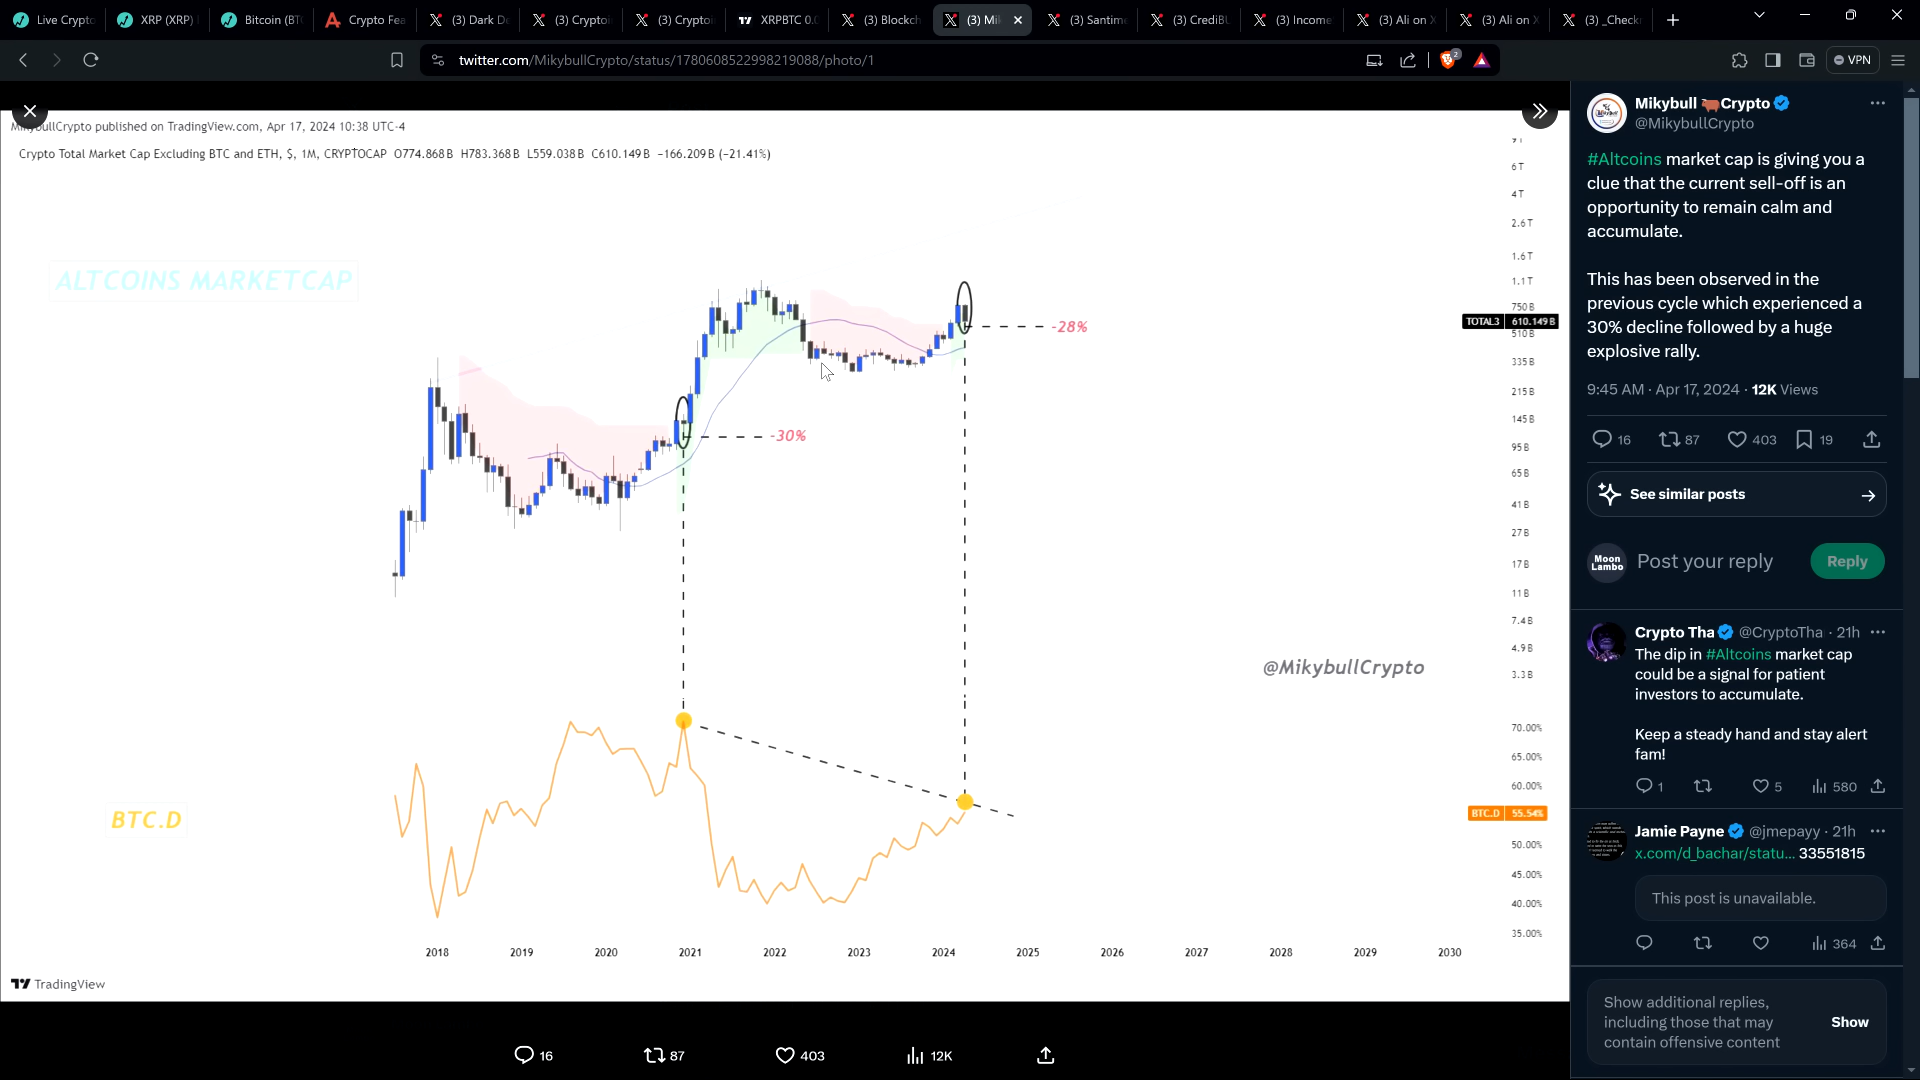 Live Crypto
XRP (XRP)
Bitcoin (BT
Crypto Fea
(3) Dark D
(3) Cryptoi
(3) Cryptoi
XRPBTC 0.0
(3) Blockch
(3) Mik
(3) Santime
(3) CrediBU
(3) Income
(3) Ali on X
(3) Ali on X
(3) _Check
twitter.com/MikybullCrypto/status/1780608522998219088/photo/1
2
VPN
MikybullCrypto published on TradingView.com, Apr 17, 2024 10:38 UTC-4
Crypto Total Market Cap Excluding BTC and ETH, $, 1M, CRYPTOCAP O774.868B H783.368B L559.038B C610.149B −166.209B (−21.41%)
ALTCOINS MARKETCAP
-28%
-30%
@MikybullCrypto
BTC.D
6T
4T
2.6T
1.6T
1.1T
750B
TOTAL3 610.149B
510B
335B
215B
145B
95B
65B
41B
27B
17B
11B
7.4B
4.9B
3.3B
70.00%
65.00%
60.00%
BTC.D 55.54%
50.00%
45.00%
40.00%
35.00%
2018 2019 2020 2021 2022 2023 2024 2025 2026 2027 2028 2029 2030
TradingView
16 87 403 12K
Mikybull Crypto
@MikybullCrypto
#Altcoins market cap is giving you a
clue that the current sell-off is an
opportunity to remain calm and
accumulate.
This has been observed in the
previous cycle which experienced a
30% decline followed by a huge
explosive rally.
9:45 AM · Apr 17, 2024 · 12K Views
16 87 403 19
See similar posts
Moon
Lambo
Post your reply
Reply
Crypto Tha @CryptoTha · 21h
The dip in #Altcoins market cap
could be a signal for patient
investors to accumulate.
Keep a steady hand and stay alert
fam!
1 5 580
Jamie Payne @jmepayy · 21h
x.com/d_bachar/statu... 33551815
This post is unavailable.
364
Show additional replies,
including those that may
contain offensive content
Show